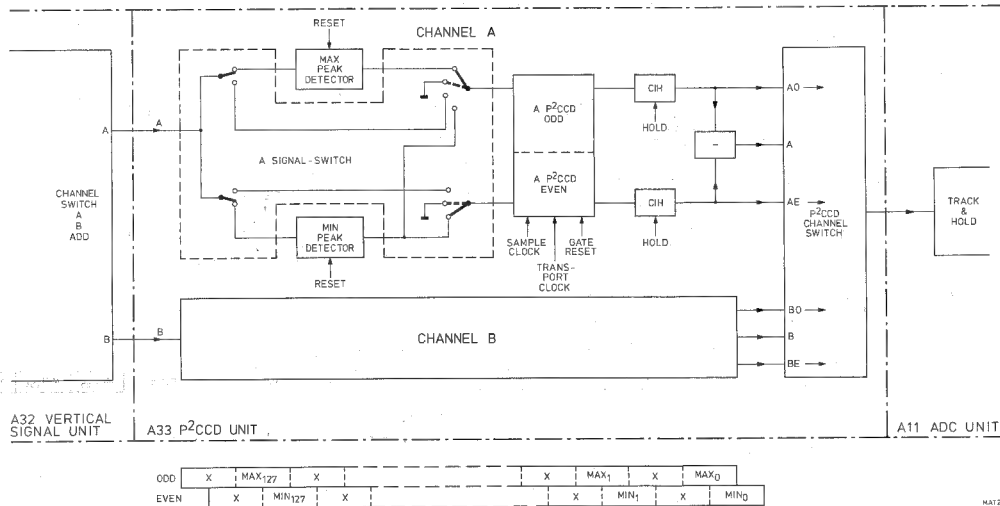 RESET
CHANNEL A
MAX
PEAK
DETECTOR
A P²CCD
ODD
CIH
HOLD
AO
A
A
A SIGNAL-SWITCH
-
A
CHANNEL
SWITCH
A
B
ADD
A P²CCD
EVEN
CIH
HOLD
AE
P²CCD
CHANNEL
SWITCH
TRACK
&
HOLD
MIN
PEAK
DETECTOR
RESET
SAMPLE
CLOCK
GATE
RESET
TRANS-
PORT
CLOCK
B
B
CHANNEL B
BO
B
BE
A32 VERTICAL
SIGNAL UNIT
A33 P²CCD UNIT
A11 ADC UNIT
ODD X MAX₁₂₇ X X MAX₁ X MAX₀
EVEN X MIN₁₂₇ X X MIN₁ X MIN₀